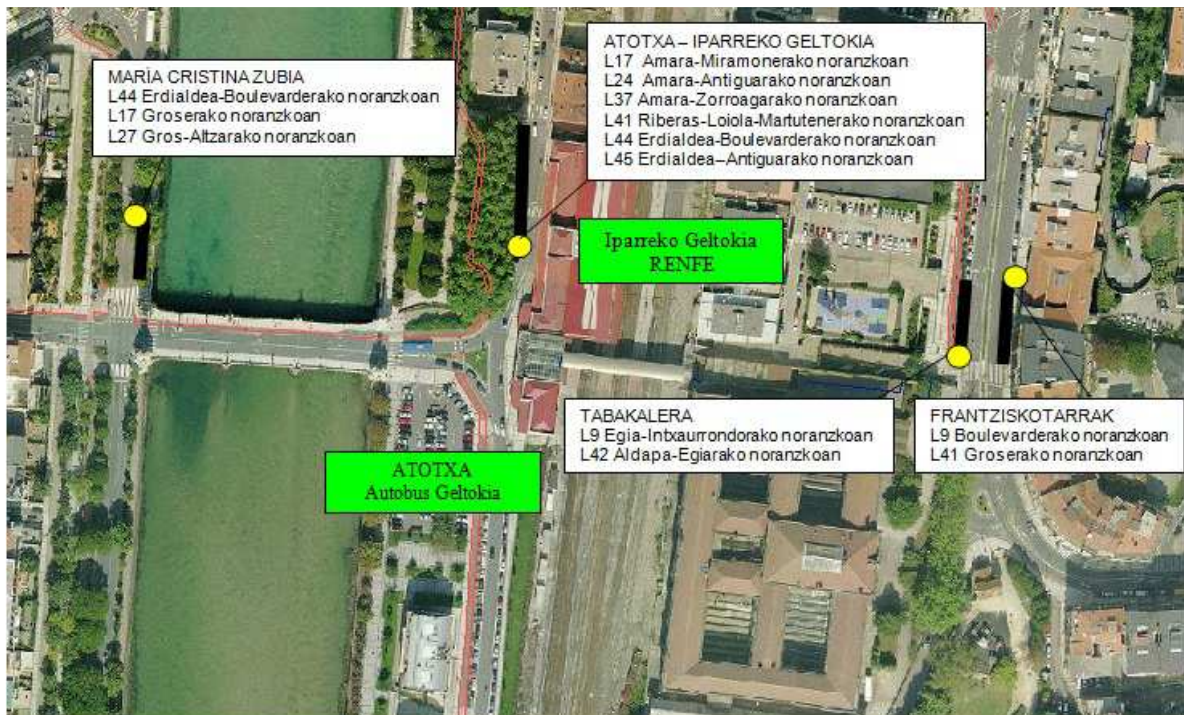 MARÍA CRISTINA ZUBIA
L44 Erdialdea-Boulevarderako noranzkoan
L17 Groserako noranzkoan
L27 Gros-Altzarako noranzkoan
ATOTXA – IPARREKO GELTOKIA
L17 Amara-Miramonerako noranzkoan
L24 Amara-Antiguarako noranzkoan
L37 Amara-Zorroagarako noranzkoan
L41 Riberas-Loiola-Martutenerako noranzkoan
L44 Erdialdea-Boulevarderako noranzkoan
L45 Erdialdea–Antiguarako noranzkoan
Iparreko Geltokia
RENFE
TABAKALERA
L9 Egia-Intxaurrondorako noranzkoan
L42 Aldapa-Egiarako noranzkoan
FRANTZISKOTARRAK
L9 Boulevarderako noranzkoan
L41 Groserako noranzkoan
ATOTXA
Autobus Geltokia